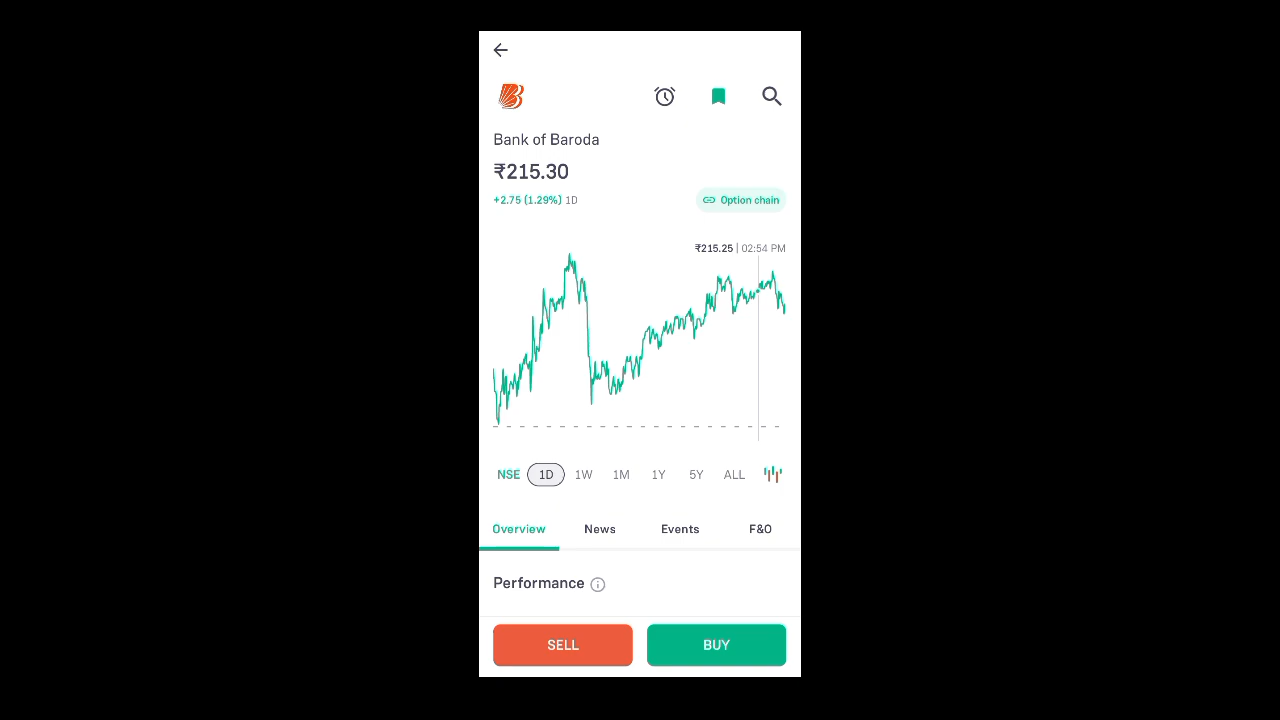 Bank of Baroda
₹215.30
+2.75 (1.29%) 1D
Option chain
₹215.25 | 02:54 PM
NSE 1D 1W 1M 1Y 5Y ALL
Overview News Events F&O
Performance
SELL BUY